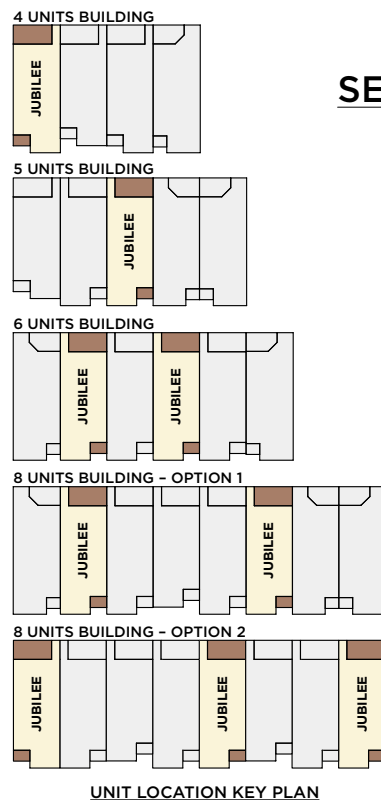 4 UNITS BUILDING
JUBILEE
SE
5 UNITS BUILDING
JUBILEE
6 UNITS BUILDING
JUBILEE
JUBILEE
8 UNITS BUILDING – OPTION 1
JUBILEE
JUBILEE
8 UNITS BUILDING – OPTION 2
JUBILEE
JUBILEE
JUBILEE
UNIT LOCATION KEY PLAN